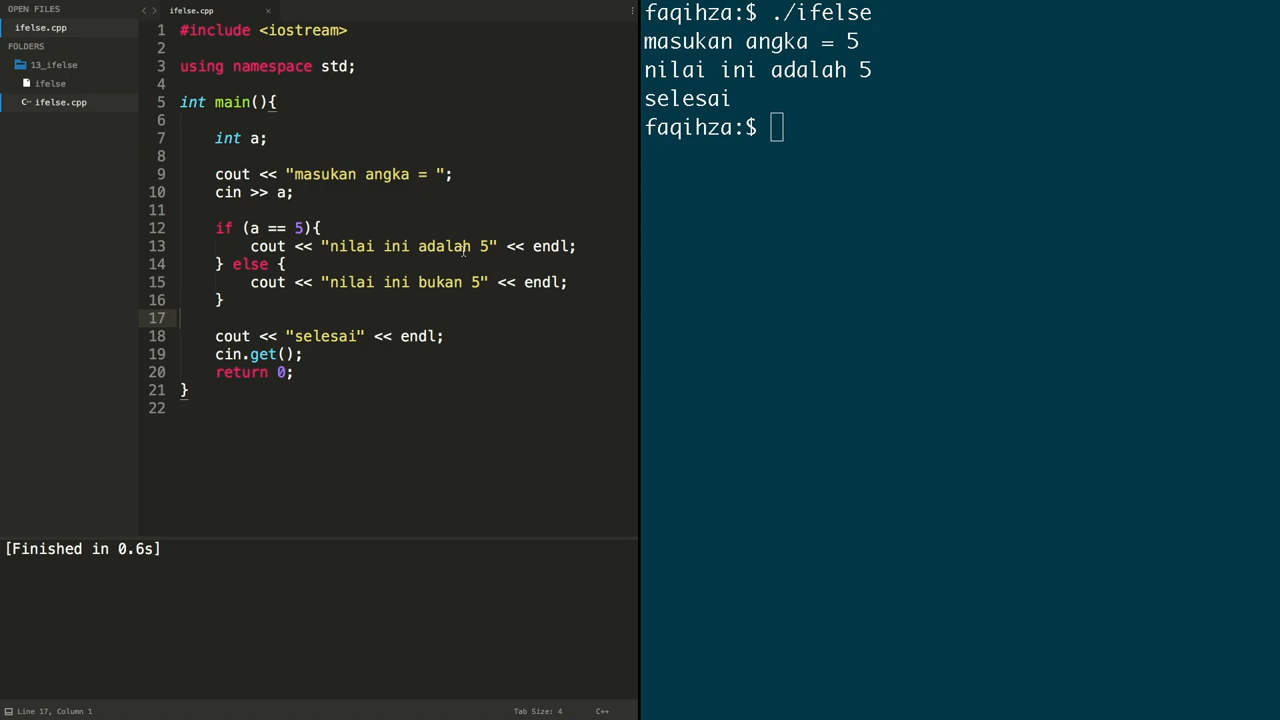 OPEN FILES
ifelse.cpp
FOLDERS
13_ifelse
ifelse
ifelse.cpp
ifelse.cpp
1 #include <iostream>
2
3 using namespace std;
4
5 int main(){
6
7 int a;
8
9 cout << "masukan angka = ";
10 cin >> a;
11
12 if (a == 5){
13 cout << "nilai ini adalah 5" << endl;
14 } else {
15 cout << "nilai ini bukan 5" << endl;
16 }
17
18 cout << "selesai" << endl;
19 cin.get();
20 return 0;
21 }
22
[Finished in 0.6s]
Line 17, Column 1
Tab Size: 4
C++
faqihza:$ ./ifelse
masukan angka = 5
nilai ini adalah 5
selesai
faqihza:$